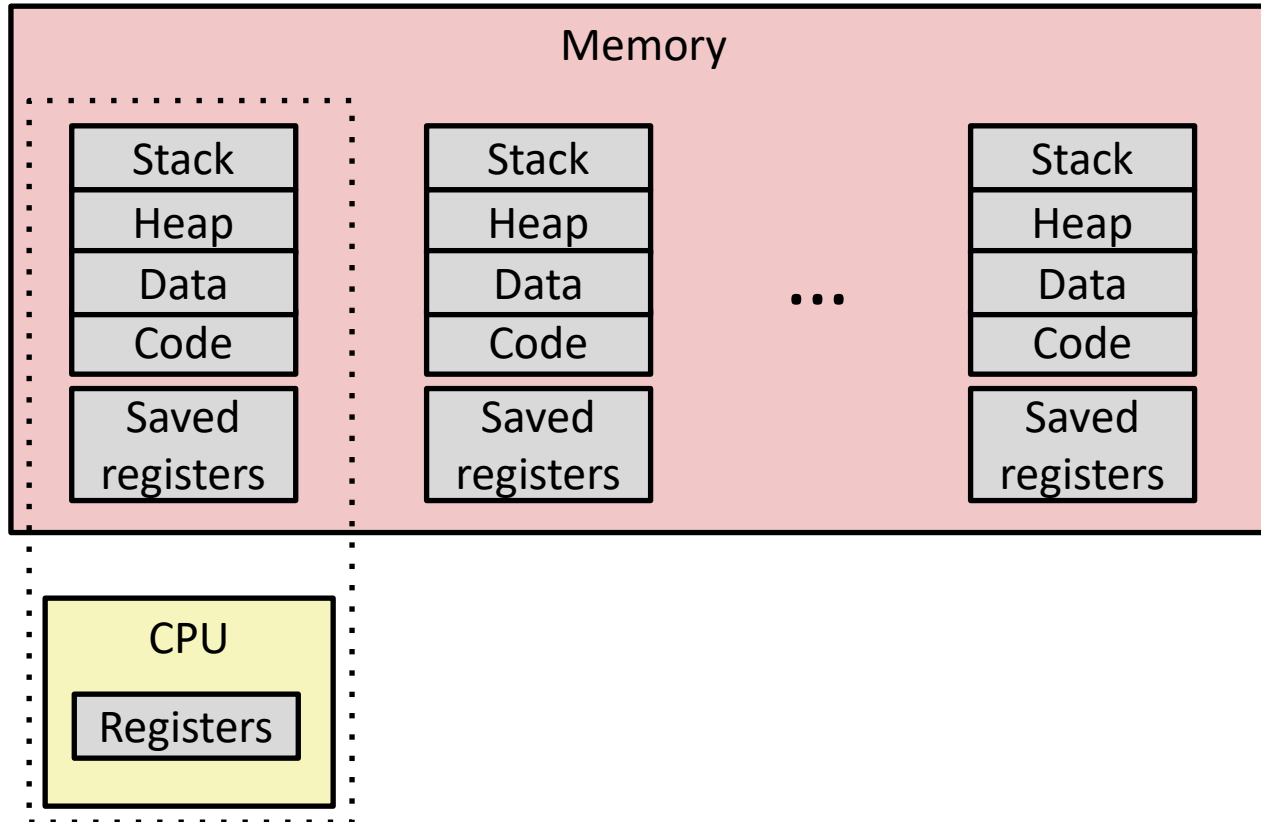 Memory
Stack
Heap
Data
Code
Saved
registers
Stack
Heap
Data
Code
Saved
registers
...
Stack
Heap
Data
Code
Saved
registers
CPU
Registers